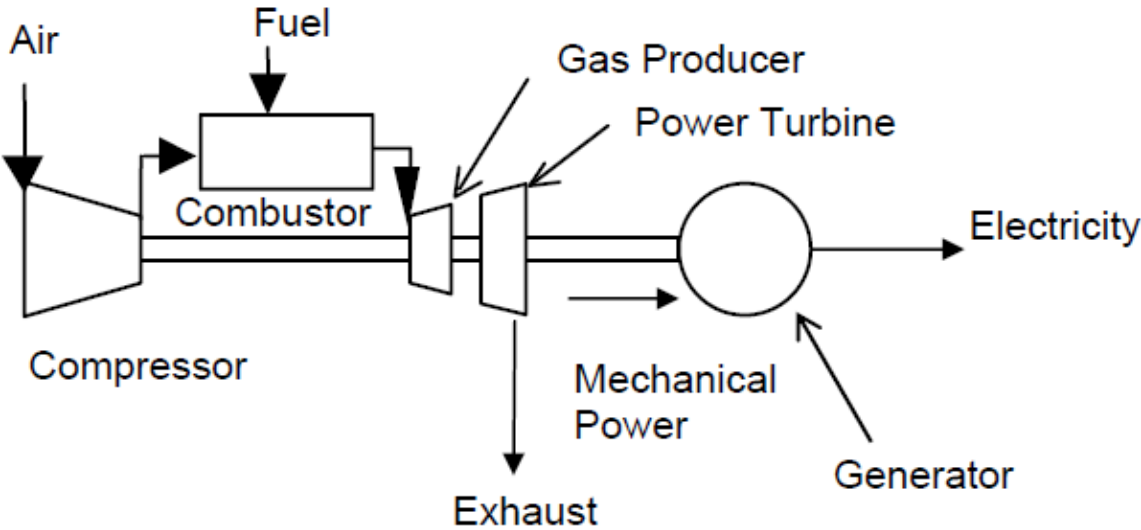 Fuel
Air
Gas Producer
Power Turbine
Combustor
Electricity
Compressor
Mechanical
Power
Generator
Exhaust